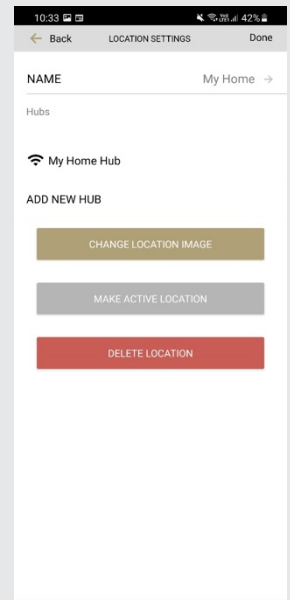 10:33 42%
Back LOCATION SETTINGS Done
NAME My Home
Hubs
My Home Hub
ADD NEW HUB
CHANGE LOCATION IMAGE
MAKE ACTIVE LOCATION
DELETE LOCATION